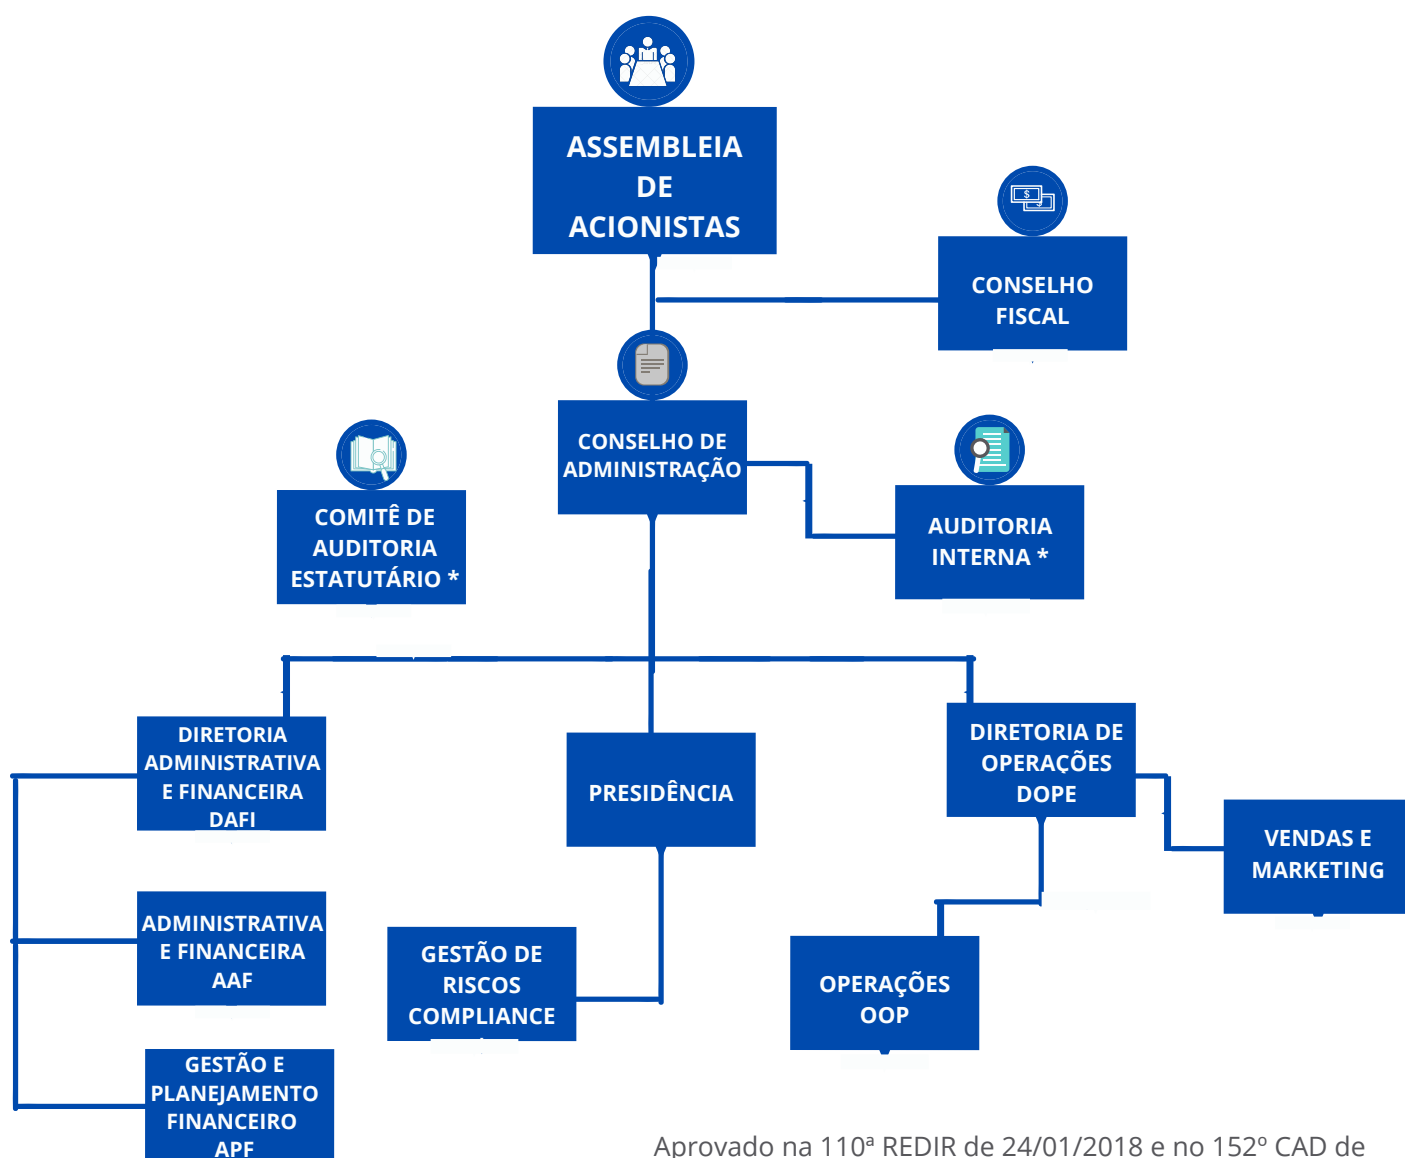 ASSEMBLEIA
DE
ACIONISTAS
CONSELHO
FISCAL
CONSELHO DE
ADMINISTRAÇÃO
COMITÊ DE
AUDITORIA
ESTATUTÁRIO *
AUDITORIA
INTERNA *
DIRETORIA
ADMINISTRATIVA
E FINANCEIRA
DAFI
PRESIDÊNCIA
DIRETORIA DE
OPERAÇÕES
DOPE
VENDAS E
MARKETING
ADMINISTRATIVA
E FINANCEIRA
AAF
GESTÃO DE
RISCOS
COMPLIANCE
OPERAÇÕES
OOP
GESTÃO E
PLANEJAMENTO
FINANCEIRO
APF
Aprovado na 110ª REDIR de 24/01/2018 e no 152º CAD de